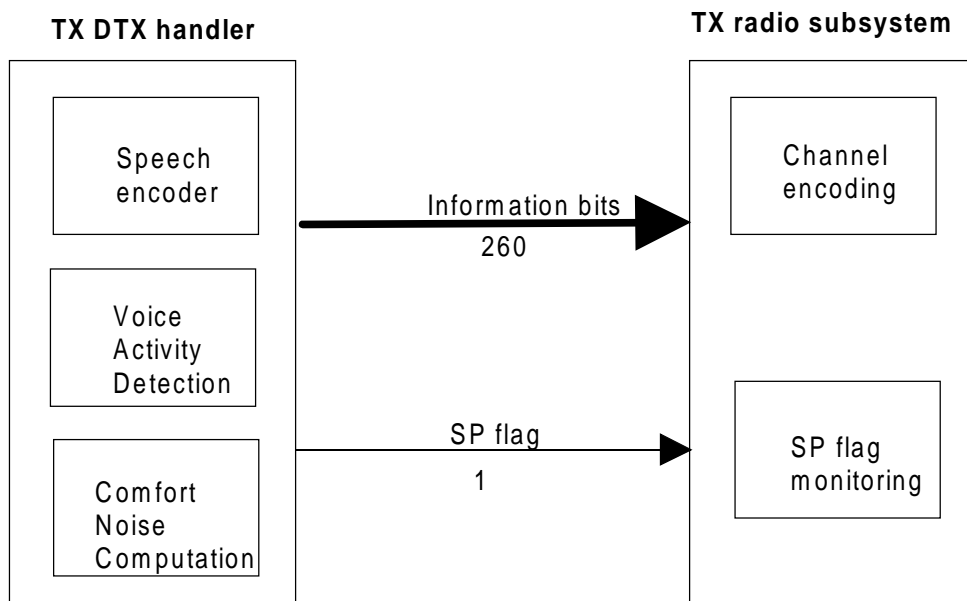 TX DTX handler
TX radio subsystem
Speech
encoder
Channel
encoding
Information bits
260
Voice
Activity
Detection
SP flag
1
SP flag
monitoring
Comfort
Noise
Computation